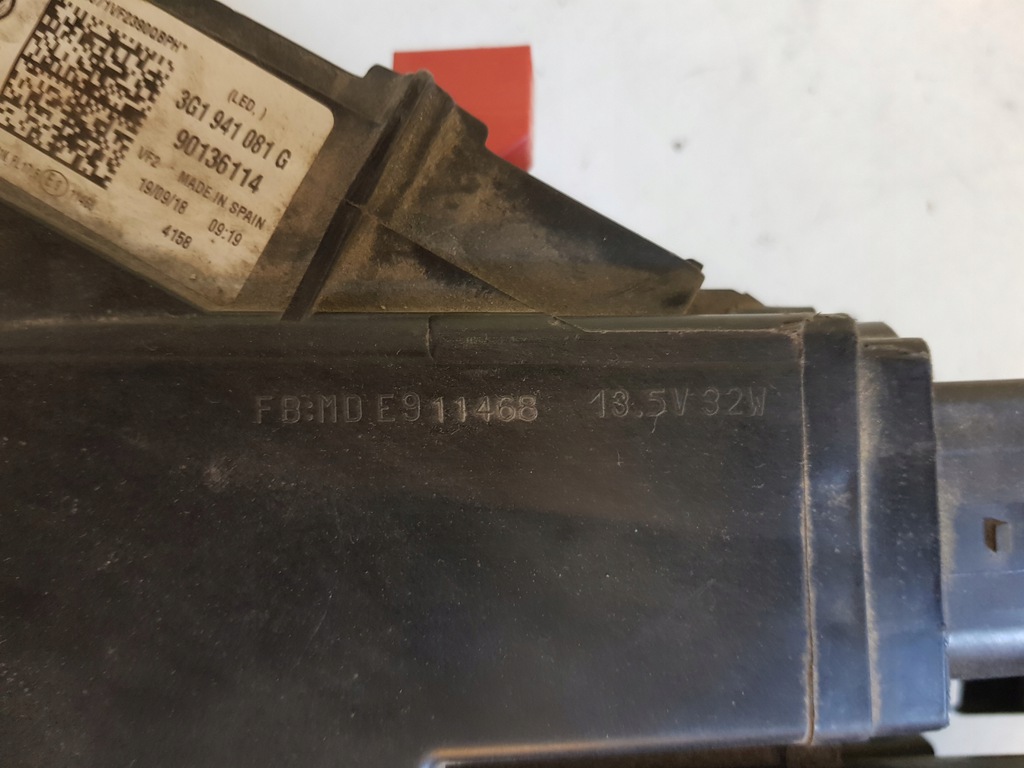 (LED. )
3G1 941 081 G
90136114
VF2 MADE IN SPAIN
19/09/18 09:19
4158
FB:MD E9 11468 13.5V 32W